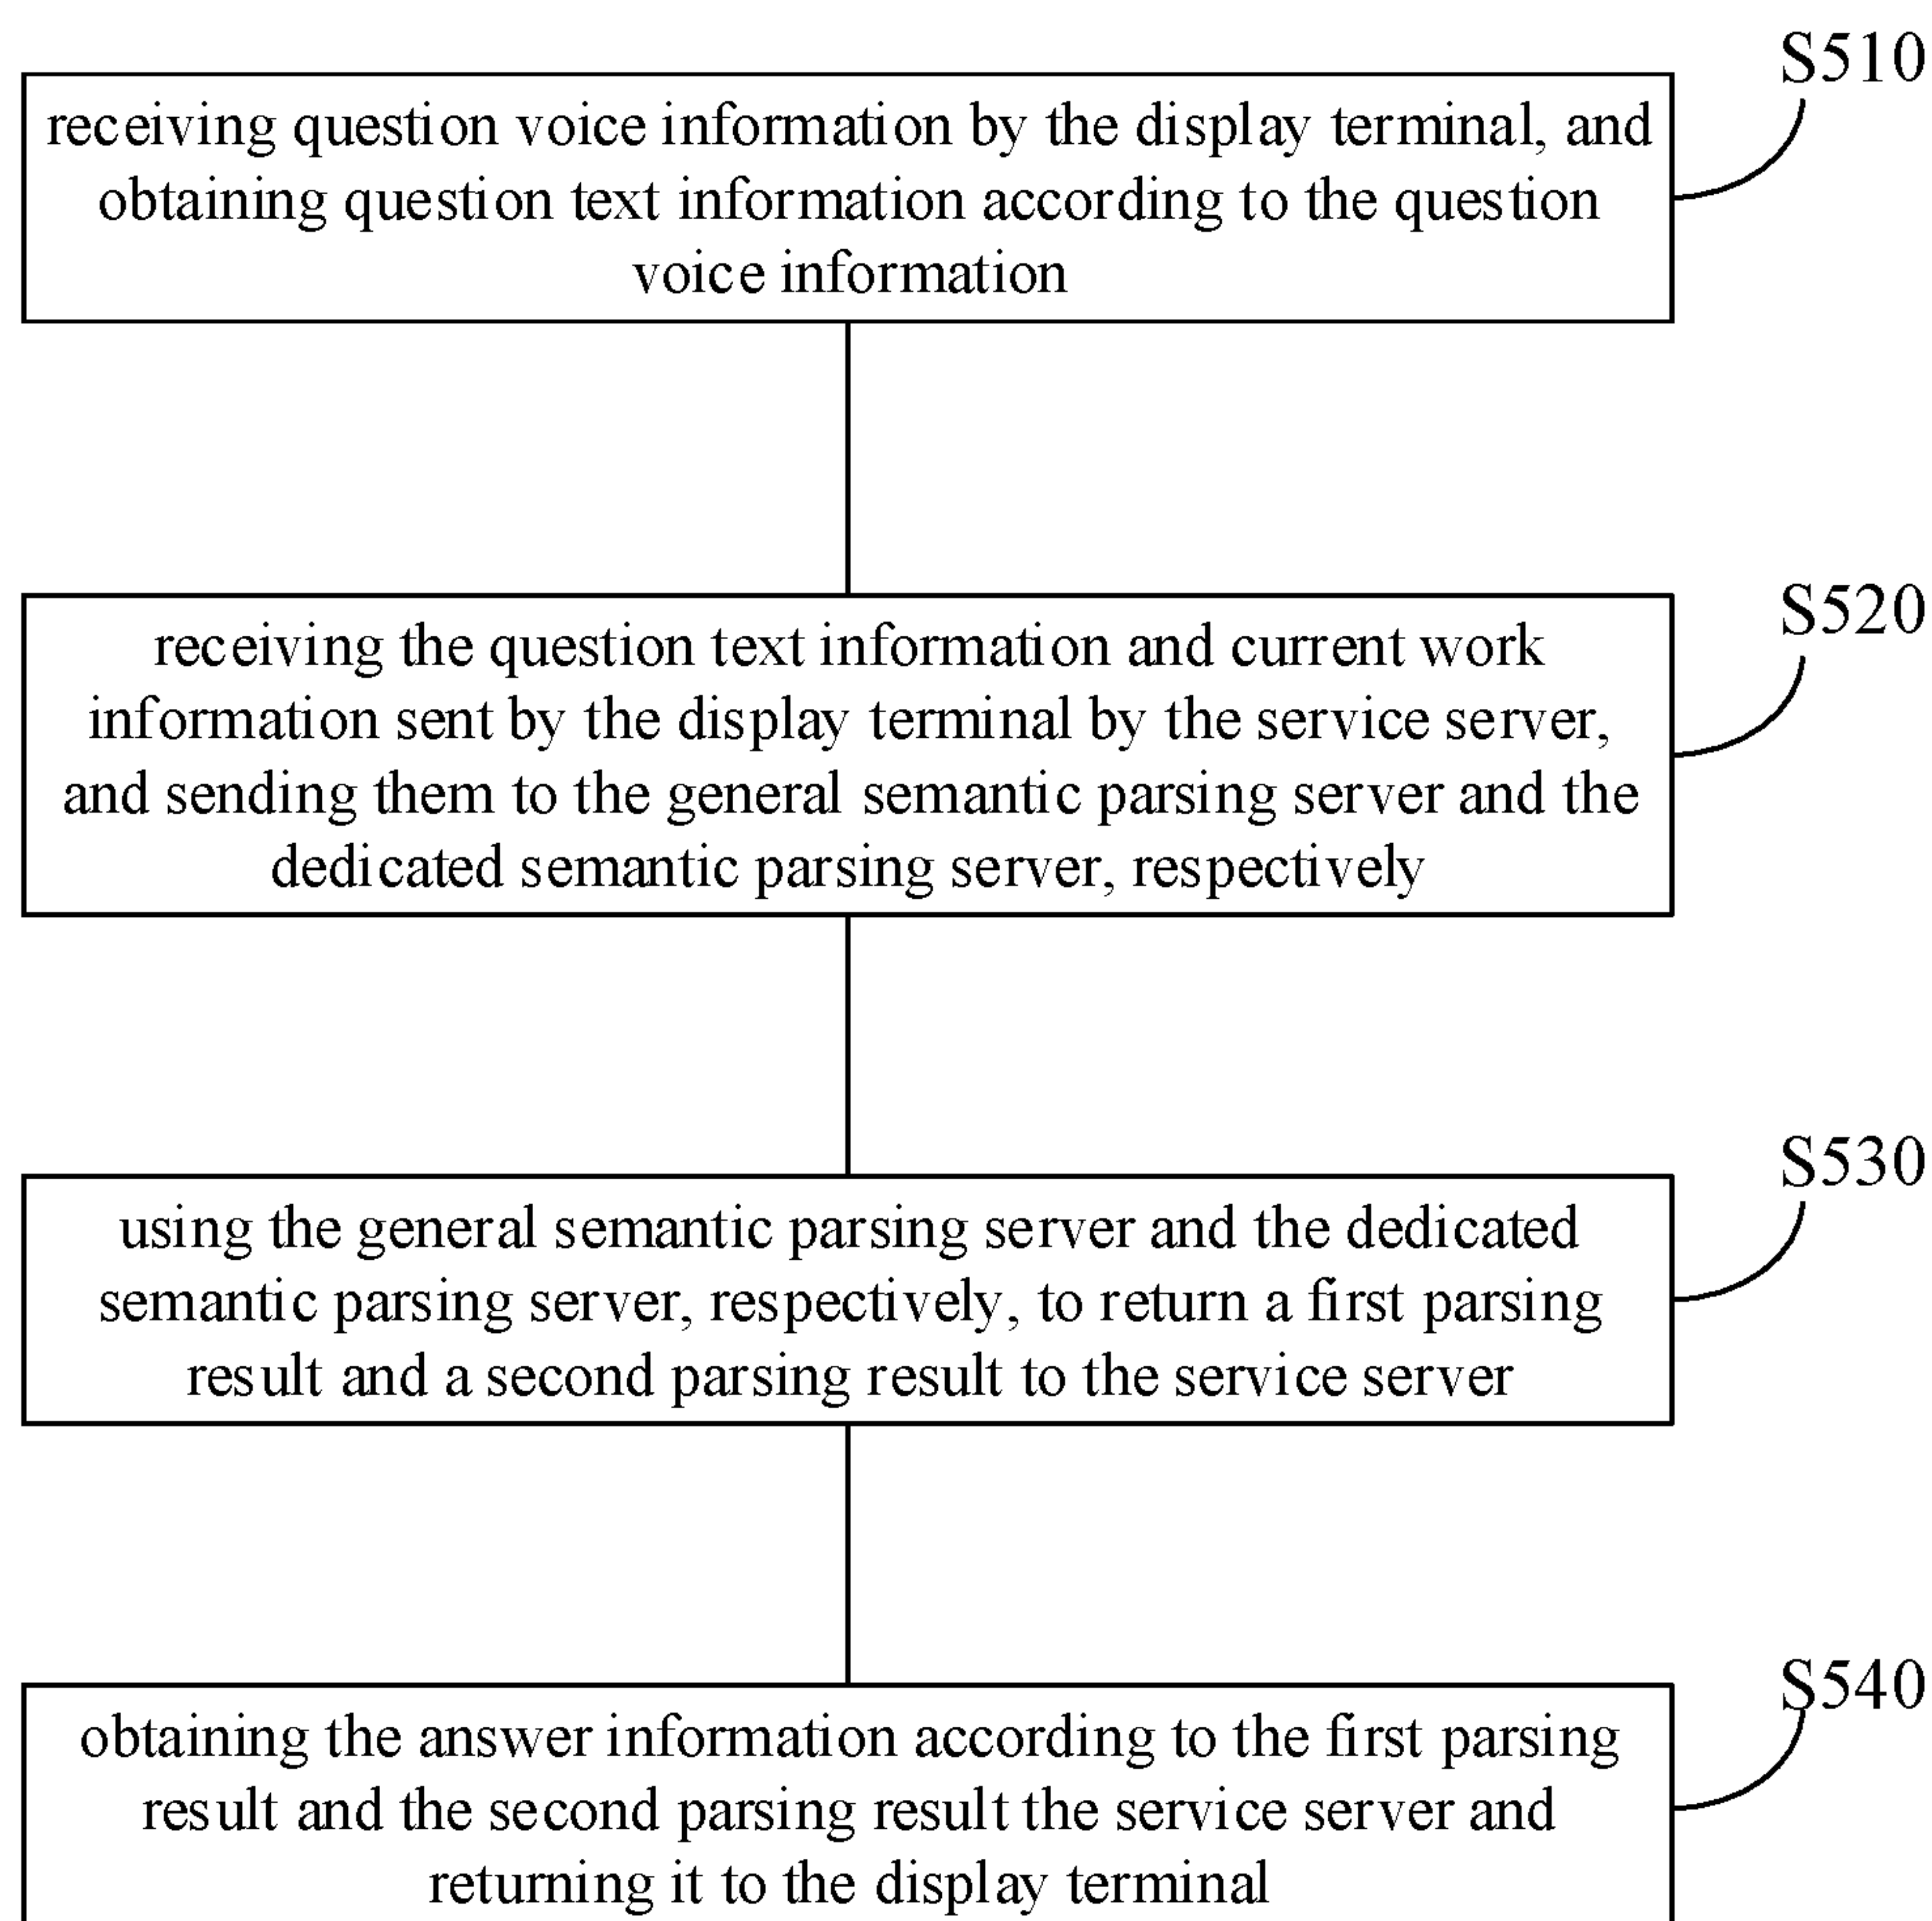 S510
receiving question voice information by the display terminal, and
obtaining question text information according to the question
voice information
S520
receiving the question text information and current work
information sent by the display terminal by the service server,
and sending them to the general semantic parsing server and the
dedicated semantic parsing server, respectively
S530
using the general semantic parsing server and the dedicated
semantic parsing server, respectively, to return a first parsing
result and a second parsing result to the service server
S540
obtaining the answer information according to the first parsing
result and the second parsing result the service server and
returning it to the display terminal